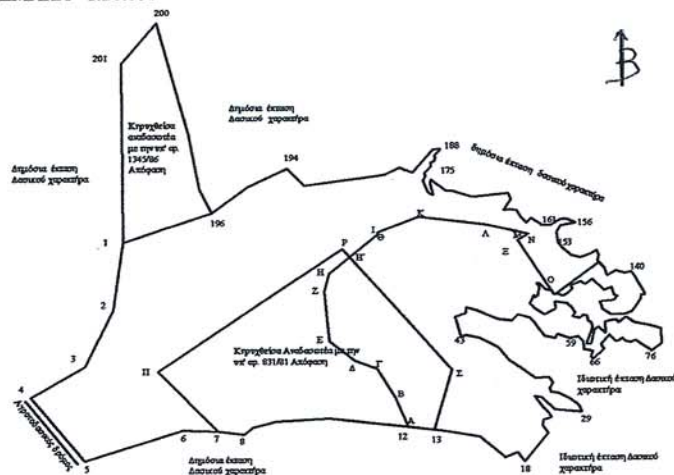 200
201
Κηρυχθείσα
αναδασωτέα
με την υπ' αρ.
1345/86
Απόφαση
Δημόσια έκταση
Δασικού χαρακτήρα
Β
Δημόσια έκταση
Δασικού χαρακτήρα
194
188
175
δημόσια έκταση δασικού χαρακτήρα
196
1
Κ
Ι
Θ
Λ
Μ
Ν
Ξ
163
156
153
Ρ
Η'
Η
Ζ
Ο
140
2
Ε
Κηρυχθείσα Αναδασωτέα με την
υπ' αρ. 831/81 Απόφαση
Δ
Γ
Β
Α
43
59
66
76
3
Π
Σ
4
Ιδιωτική έκταση Δασικού
χαρακτήρα
29
Αγροτοδασικός δρόμος
5
6
7
8
12
13
18
Δημόσια έκταση
Δασικού χαρακτήρα
Ιδιωτική έκταση Δασικού
χαρακτήρα